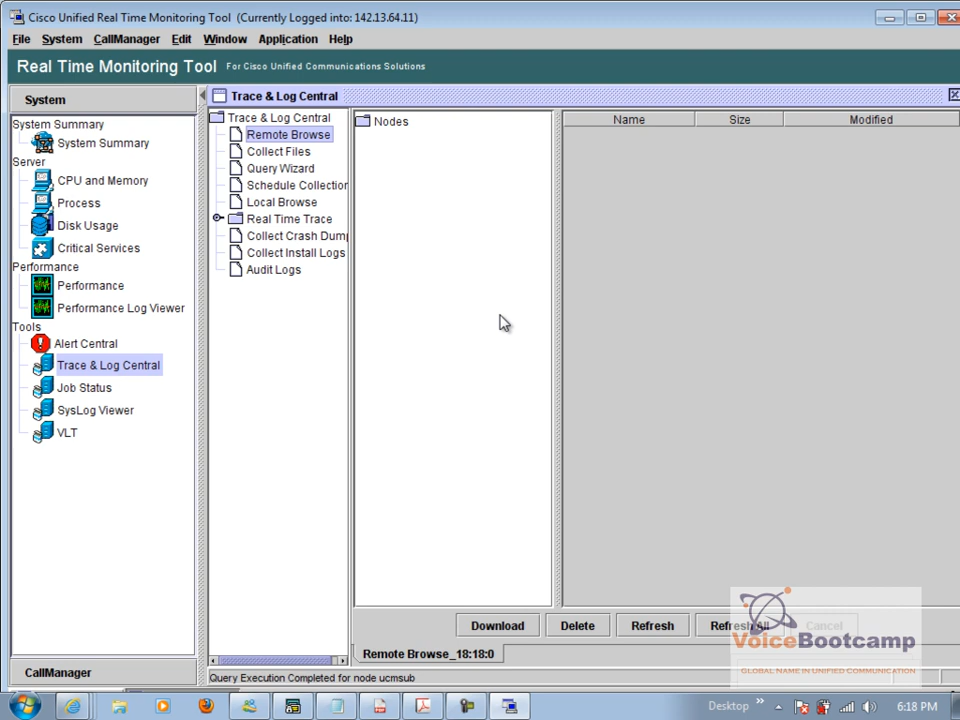 Cisco Unified Real Time Monitoring Tool (Currently Logged into: 142.13.64.11)
File System CallManager Edit Window Application Help
Real Time Monitoring Tool For Cisco Unified Communications Solutions
System
System Summary
System Summary
Server
CPU and Memory
Process
Disk Usage
Critical Services
Performance
Performance
Performance Log Viewer
Tools
Alert Central
Trace & Log Central
Job Status
SysLog Viewer
VLT
CallManager
Trace & Log Central
Trace & Log Central
Remote Browse
Collect Files
Query Wizard
Schedule Collection
Local Browse
Real Time Trace
Collect Crash Dump
Collect Install Logs
Audit Logs
Nodes
Name Size Modified
Download Delete Refresh Refresh All Cancel
Remote Browse_18:18:0
Query Execution Completed for node ucmsub
VoiceBootcamp
GLOBAL NAME IN UNIFIED COMMUNICATION
Desktop » 6:18 PM